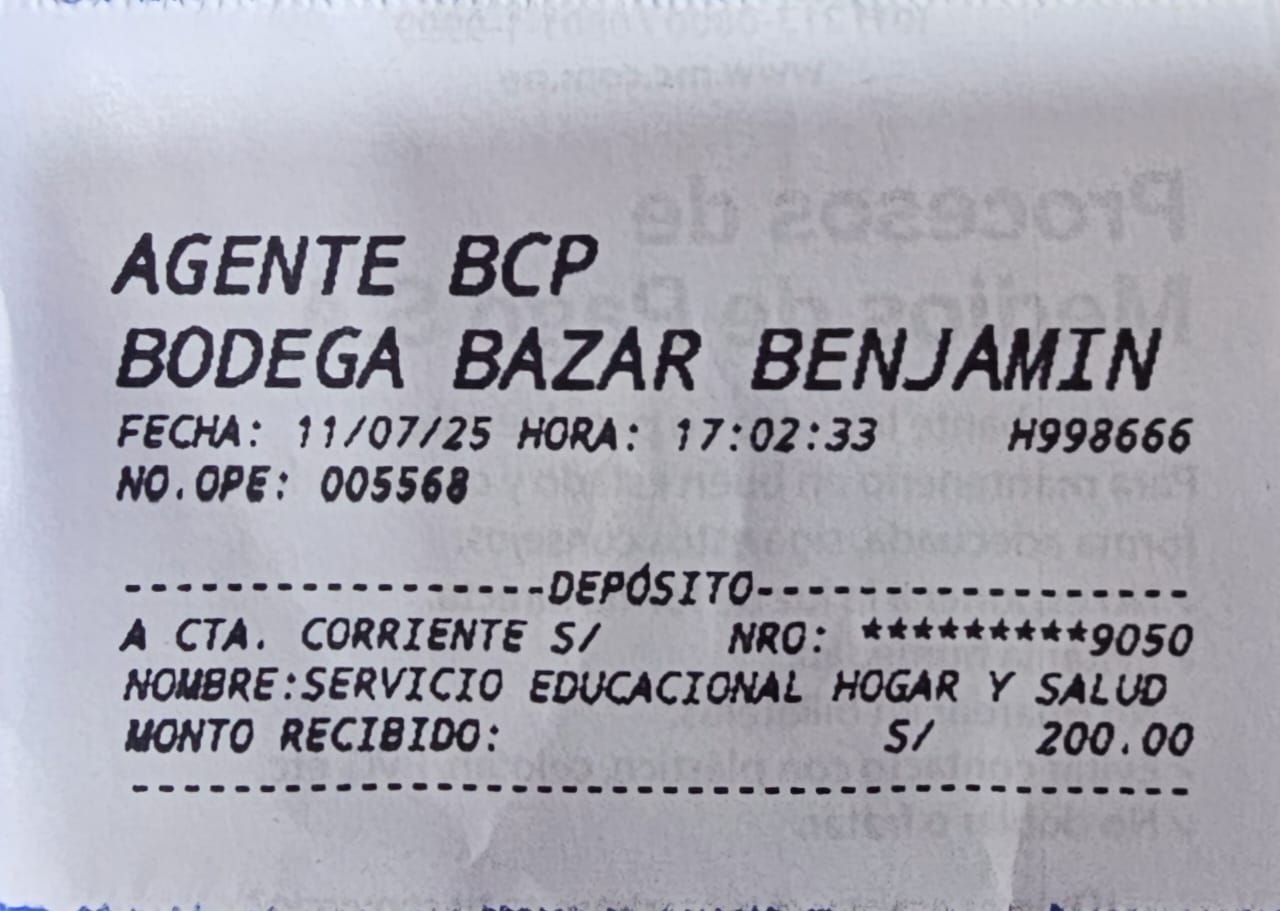 AGENTE BCP
BODEGA BAZAR BENJAMIN
FECHA: 11/07/25 HORA: 17:02:33 H998666
NO.OPE: 005568
-----------------DEPÓSITO-----------------
A CTA. CORRIENTE S/ NRO: *********9050
NOMBRE:SERVICIO EDUCACIONAL HOGAR Y SALUD
MONTO RECIBIDO: S/ 200.00